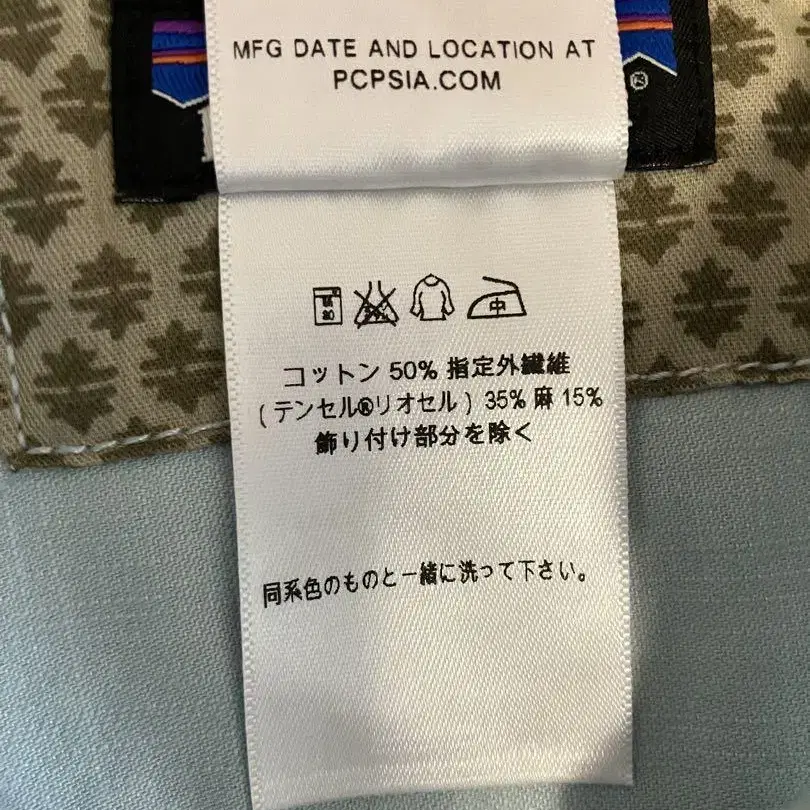 MFG DATE AND LOCATION AT
PCPSIA.COM
®
中
コットン 50% 指定外繊維
(テンセル®リオセル) 35% 麻 15%
飾り付け部分を除く
同系色のものと一緒に洗って下さい。